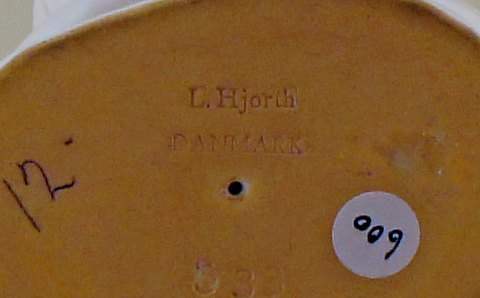 L. Hjorth
DANMARK
12.
600